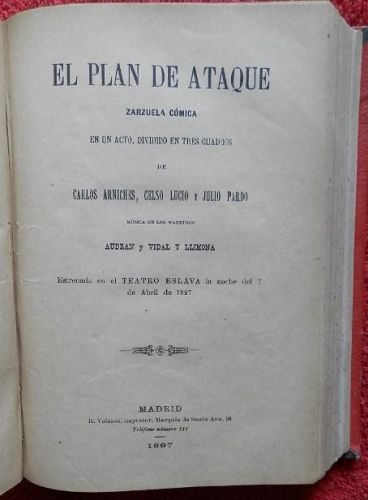 EL PLAN DE ATAQUE
ZARZUELA CÓMICA
EN UN ACTO, DIVIDIDO EN TRES CUADROS
DE
CARLOS ARNICHES, CELSO LUCIO Y JULIO PARDO
MÚSICA DE LOS MAESTROS
AUDRAN y VIDAL Y LLIMONA
Estrenada en el TEATRO ESLAVA la noche del 7
de Abril de 1897
MADRID
R. Velasco, impresor, Marqués de Santa Ana, 20
Teléfono número 551
1897